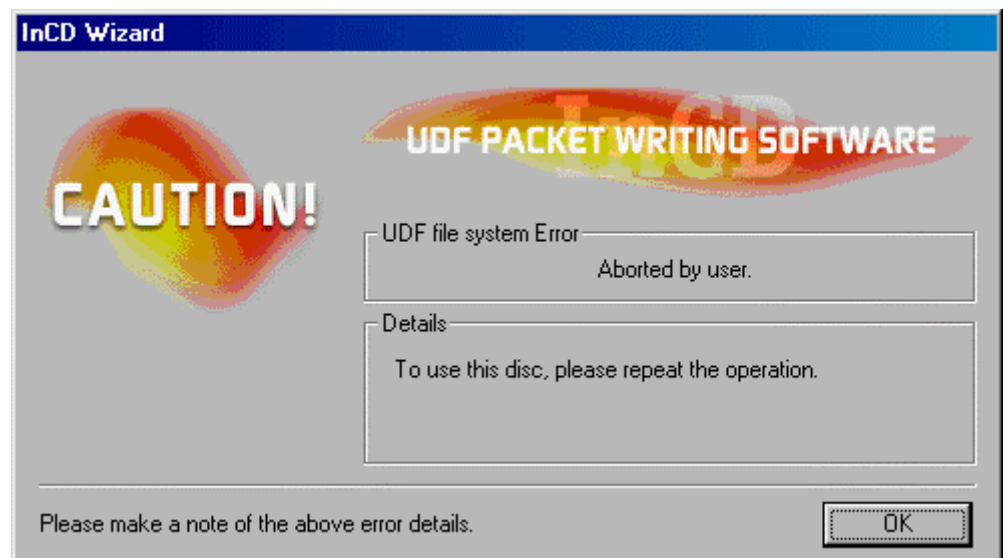 InCD Wizard
InCD
UDF PACKET WRITING SOFTWARE
CAUTION!
UDF file system Error
Aborted by user.
Details
To use this disc, please repeat the operation.
Please make a note of the above error details.
OK